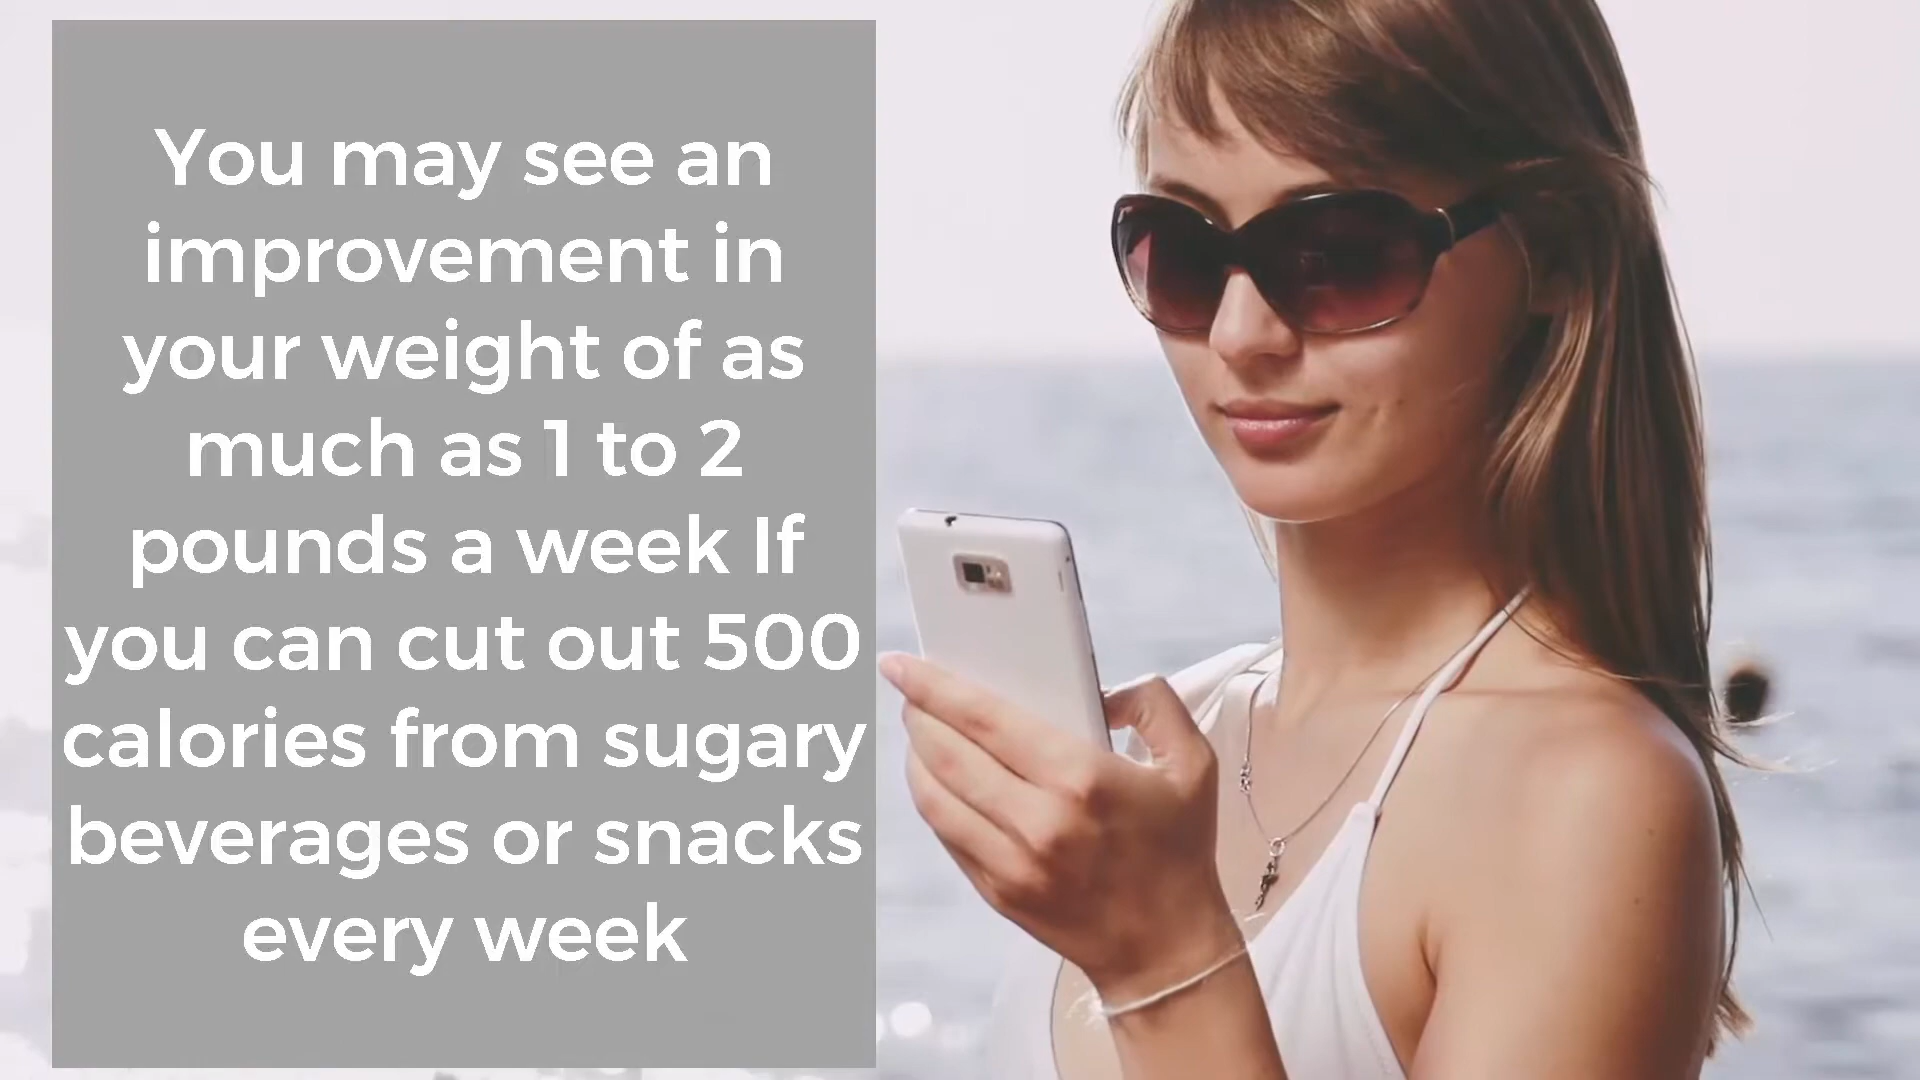 You may see an
improvement in
your weight of as
much as 1 to 2
pounds a week If
you can cut out 500
calories from sugary
beverages or snacks
every week